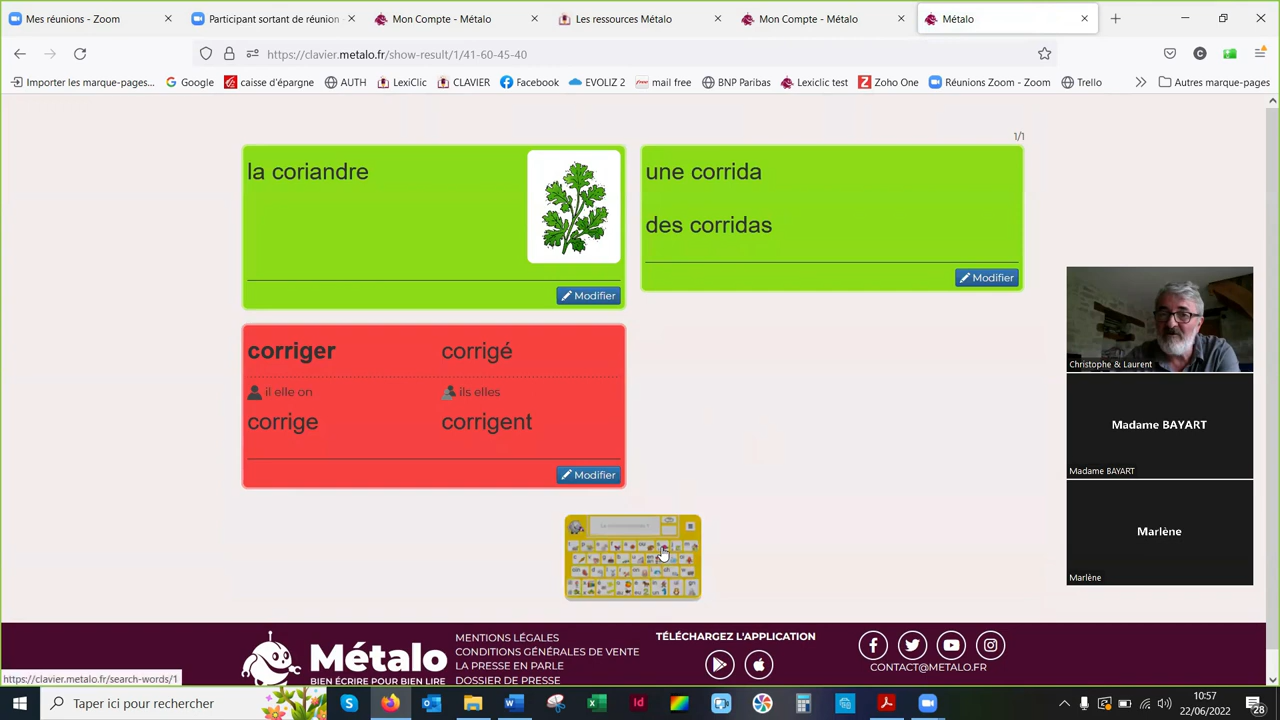 Mes réunions - Zoom
Participant sortant de réunion -
Mon Compte - Métalo
Les ressources Métalo
Mon Compte - Métalo
Métalo
https://clavier.metalo.fr/show-result/1/41-60-45-40
Importer les marque-pages...
Google
caisse d'épargne
AUTH
LexiClic
CLAVIER
Facebook
EVOLIZ 2
mail free
BNP Paribas
Lexiclic test
Zoho One
Réunions Zoom - Zoom
Trello
Autres marque-pages
1/1
la coriandre
Modifier
une corrida
des corridas
Modifier
corriger
corrigé
il elle on
ils elles
corrige
corrigent
Modifier
Christophe & Laurent
Madame BAYART
Madame BAYART
Marlène
Marlène
Métalo
BIEN ÉCRIRE POUR BIEN LIRE
MENTIONS LÉGALES
CONDITIONS GÉNÉRALES DE VENTE
LA PRESSE EN PARLE
DOSSIER DE PRESSE
TÉLÉCHARGEZ L'APPLICATION
CONTACT@METALO.FR
https://clavier.metalo.fr/search-words/1
Taper ici pour rechercher
10:57
22/06/2022
28